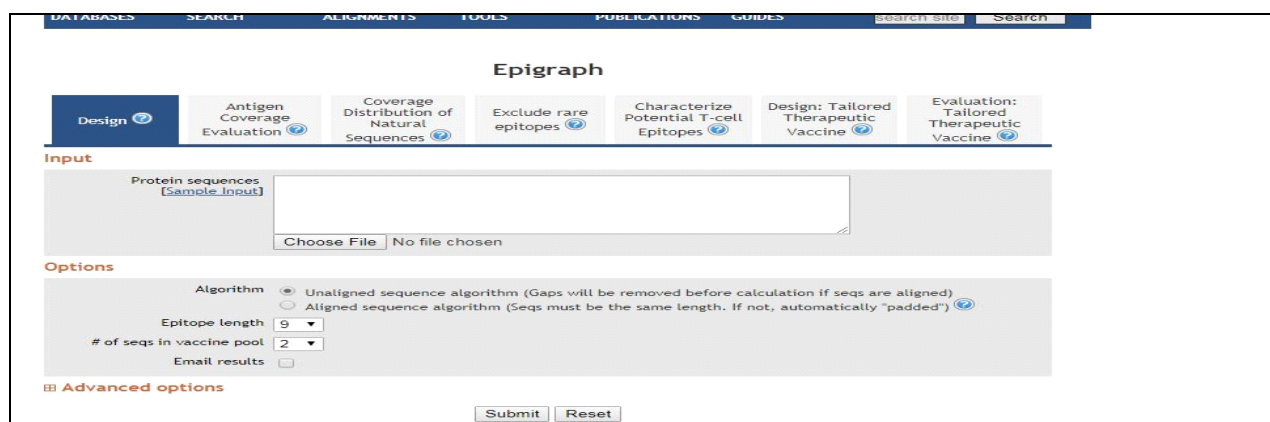 DATABASES SEARCH ALIGNMENTS TOOLS PUBLICATIONS GUIDES search site Search
Epigraph
Design ?
Antigen
Coverage
Evaluation ?
Coverage
Distribution of
Natural
Sequences ?
Exclude rare
epitopes ?
Characterize
Potential T-cell
Epitopes ?
Design: Tailored
Therapeutic
Vaccine ?
Evaluation:
Tailored
Therapeutic
Vaccine ?
Input
Protein sequences
[Sample Input]
Choose File No file chosen
Options
Algorithm
Unaligned sequence algorithm (Gaps will be removed before calculation if seqs are aligned)
Aligned sequence algorithm (Seqs must be the same length. If not, automatically "padded") ?
Epitope length 9
# of seqs in vaccine pool 2
Email results
Advanced options
Submit Reset